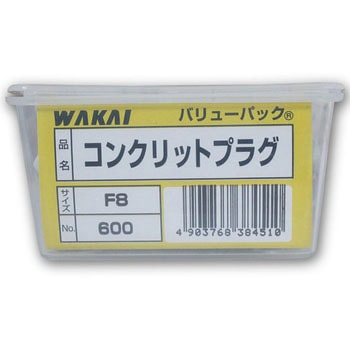 WAKAI バリューパック®
品名 コンクリットプラグ
サイズ F8
No. 600
4 903768 384510